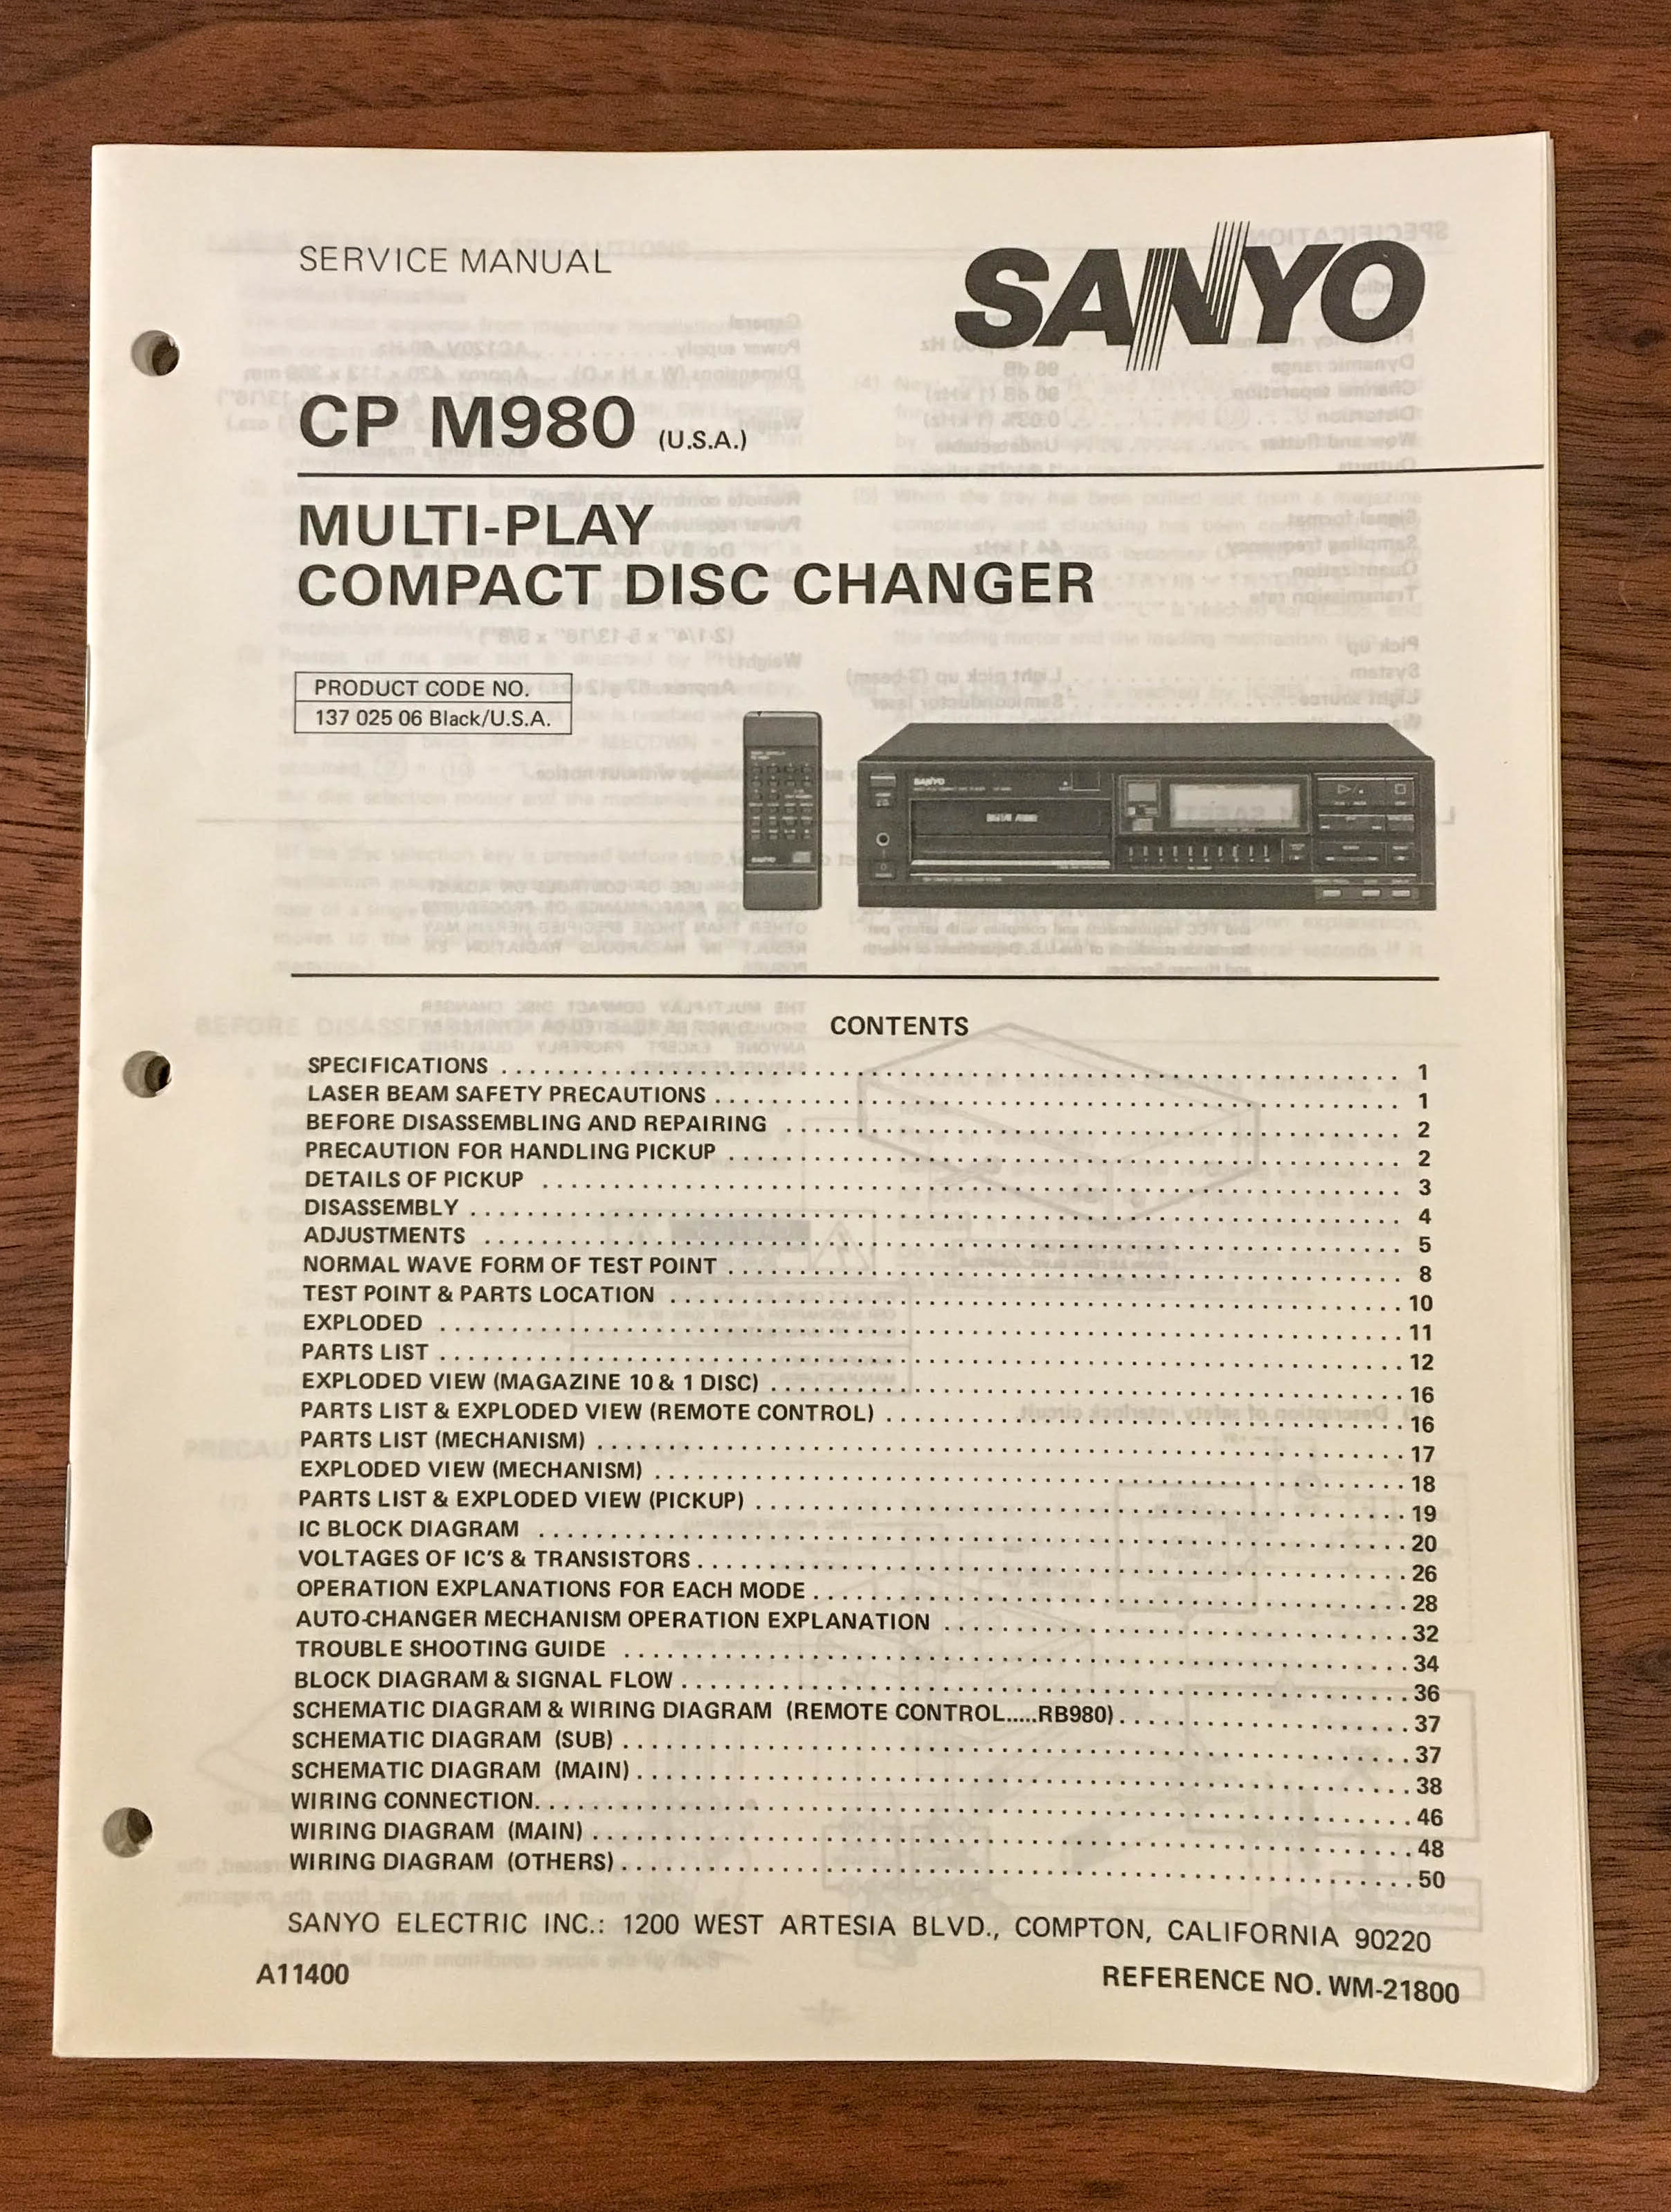 SERVICE MANUAL
SANYO
CP M980 (U.S.A.)
MULTI-PLAY
COMPACT DISC CHANGER
PRODUCT CODE NO.
137 025 06 Black/U.S.A.
SANYO
SANYO
CONTENTS
SPECIFICATIONS . . . . . . . . . . 1
LASER BEAM SAFETY PRECAUTIONS . . . . . . . . . . 1
BEFORE DISASSEMBLING AND REPAIRING . . . . . . . . . . 2
PRECAUTION FOR HANDLING PICKUP . . . . . . . . . . 2
DETAILS OF PICKUP . . . . . . . . . . 3
DISASSEMBLY . . . . . . . . . . 4
ADJUSTMENTS . . . . . . . . . . 5
NORMAL WAVE FORM OF TEST POINT . . . . . . . . . . 8
TEST POINT & PARTS LOCATION . . . . . . . . . . 10
EXPLODED . . . . . . . . . . 11
PARTS LIST . . . . . . . . . . 12
EXPLODED VIEW (MAGAZINE 10 & 1 DISC) . . . . . . . . . . 16
PARTS LIST & EXPLODED VIEW (REMOTE CONTROL) . . . . . . . . . . 16
PARTS LIST (MECHANISM) . . . . . . . . . . 17
EXPLODED VIEW (MECHANISM) . . . . . . . . . . 18
PARTS LIST & EXPLODED VIEW (PICKUP) . . . . . . . . . . 19
IC BLOCK DIAGRAM . . . . . . . . . . 20
VOLTAGES OF IC'S & TRANSISTORS . . . . . . . . . . 26
OPERATION EXPLANATIONS FOR EACH MODE . . . . . . . . . . 28
AUTO-CHANGER MECHANISM OPERATION EXPLANATION . . . . . . . . . . 32
TROUBLE SHOOTING GUIDE . . . . . . . . . . 34
BLOCK DIAGRAM & SIGNAL FLOW . . . . . . . . . . 36
SCHEMATIC DIAGRAM & WIRING DIAGRAM (REMOTE CONTROL.....RB980) . . . . . . . . . . 37
SCHEMATIC DIAGRAM (SUB) . . . . . . . . . . 37
SCHEMATIC DIAGRAM (MAIN) . . . . . . . . . . 38
WIRING CONNECTION. . . . . . . . . . 46
WIRING DIAGRAM (MAIN) . . . . . . . . . . 48
WIRING DIAGRAM (OTHERS) . . . . . . . . . . 50
SANYO ELECTRIC INC.: 1200 WEST ARTESIA BLVD., COMPTON, CALIFORNIA 90220
A11400
REFERENCE NO. WM-21800